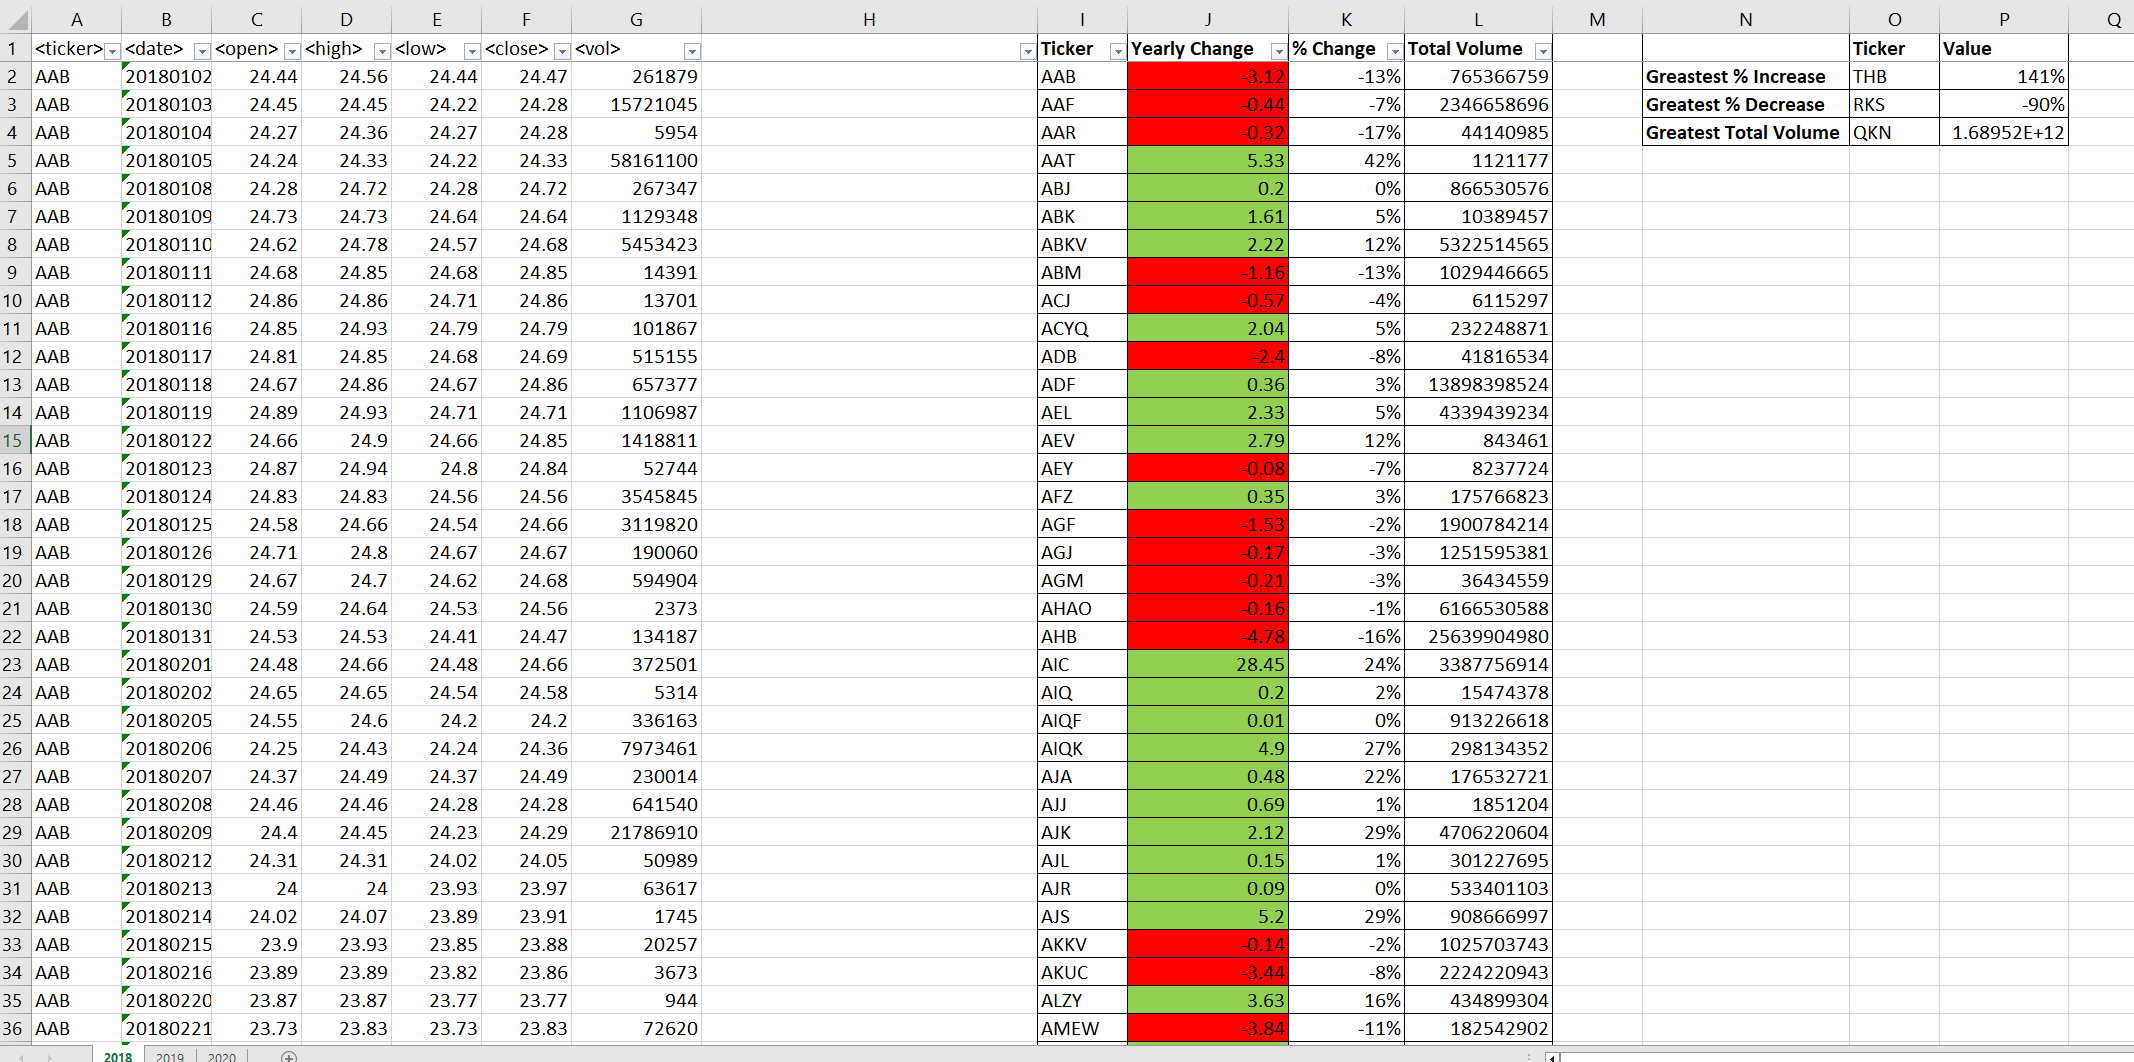 A B C D E F G H I J K L M N O P Q
1 <ticker> <date> <open> <high> <low> <close> <vol> Ticker Yearly Change % Change Total Volume Ticker Value
2 AAB 20180102 24.44 24.56 24.44 24.47 261879 AAB -3.12 -13% 765366759 Greastest % Increase THB 141%
3 AAB 20180103 24.45 24.45 24.22 24.28 15721045 AAF -0.44 -7% 2346658696 Greatest % Decrease RKS -90%
4 AAB 20180104 24.27 24.36 24.27 24.28 5954 AAR -0.32 -17% 44140985 Greatest Total Volume QKN 1.68952E+12
5 AAB 20180105 24.24 24.33 24.22 24.33 58161100 AAT 5.33 42% 1121177
6 AAB 20180108 24.28 24.72 24.28 24.72 267347 ABJ 0.2 0% 866530576
7 AAB 20180109 24.73 24.73 24.64 24.64 1129348 ABK 1.61 5% 10389457
8 AAB 20180110 24.62 24.78 24.57 24.68 5453423 ABKV 2.22 12% 5322514565
9 AAB 20180111 24.68 24.85 24.68 24.85 14391 ABM -1.16 -13% 1029446665
10 AAB 20180112 24.86 24.86 24.71 24.86 13701 ACJ -0.57 -4% 6115297
11 AAB 20180116 24.85 24.93 24.79 24.79 101867 ACYQ 2.04 5% 232248871
12 AAB 20180117 24.81 24.85 24.68 24.69 515155 ADB -2.4 -8% 41816534
13 AAB 20180118 24.67 24.86 24.67 24.86 657377 ADF 0.36 3% 13898398524
14 AAB 20180119 24.89 24.93 24.71 24.71 1106987 AEL 2.33 5% 4339439234
15 AAB 20180122 24.66 24.9 24.66 24.85 1418811 AEV 2.79 12% 843461
16 AAB 20180123 24.87 24.94 24.8 24.84 52744 AEY -0.08 -7% 8237724
17 AAB 20180124 24.83 24.83 24.56 24.56 3545845 AFZ 0.35 3% 175766823
18 AAB 20180125 24.58 24.66 24.54 24.66 3119820 AGF -1.53 -2% 1900784214
19 AAB 20180126 24.71 24.8 24.67 24.67 190060 AGJ -0.17 -3% 1251595381
20 AAB 20180129 24.67 24.7 24.62 24.68 594904 AGM -0.21 -3% 36434559
21 AAB 20180130 24.59 24.64 24.53 24.56 2373 AHAO -0.16 -1% 6166530588
22 AAB 20180131 24.53 24.53 24.41 24.47 134187 AHB -4.78 -16% 25639904980
23 AAB 20180201 24.48 24.66 24.48 24.66 372501 AIC 28.45 24% 3387756914
24 AAB 20180202 24.65 24.65 24.54 24.58 5314 AIQ 0.2 2% 15474378
25 AAB 20180205 24.55 24.6 24.2 24.2 336163 AIQF 0.01 0% 913226618
26 AAB 20180206 24.25 24.43 24.24 24.36 7973461 AIQK 4.9 27% 298134352
27 AAB 20180207 24.37 24.49 24.37 24.49 230014 AJA 0.48 22% 176532721
28 AAB 20180208 24.46 24.46 24.28 24.28 641540 AJJ 0.69 1% 1851204
29 AAB 20180209 24.4 24.45 24.23 24.29 21786910 AJK 2.12 29% 4706220604
30 AAB 20180212 24.31 24.31 24.02 24.05 50989 AJL 0.15 1% 301227695
31 AAB 20180213 24 24 23.93 23.97 63617 AJR 0.09 0% 533401103
32 AAB 20180214 24.02 24.07 23.89 23.91 1745 AJS 5.2 29% 908666997
33 AAB 20180215 23.9 23.93 23.85 23.88 20257 AKKV -0.14 -2% 1025703743
34 AAB 20180216 23.89 23.89 23.82 23.86 3673 AKUC -3.44 -8% 2224220943
35 AAB 20180220 23.87 23.87 23.77 23.77 944 ALZY 3.63 16% 434899304
36 AAB 20180221 23.73 23.83 23.73 23.83 72620 AMEW -3.84 -11% 182542902
2018 2019 2020